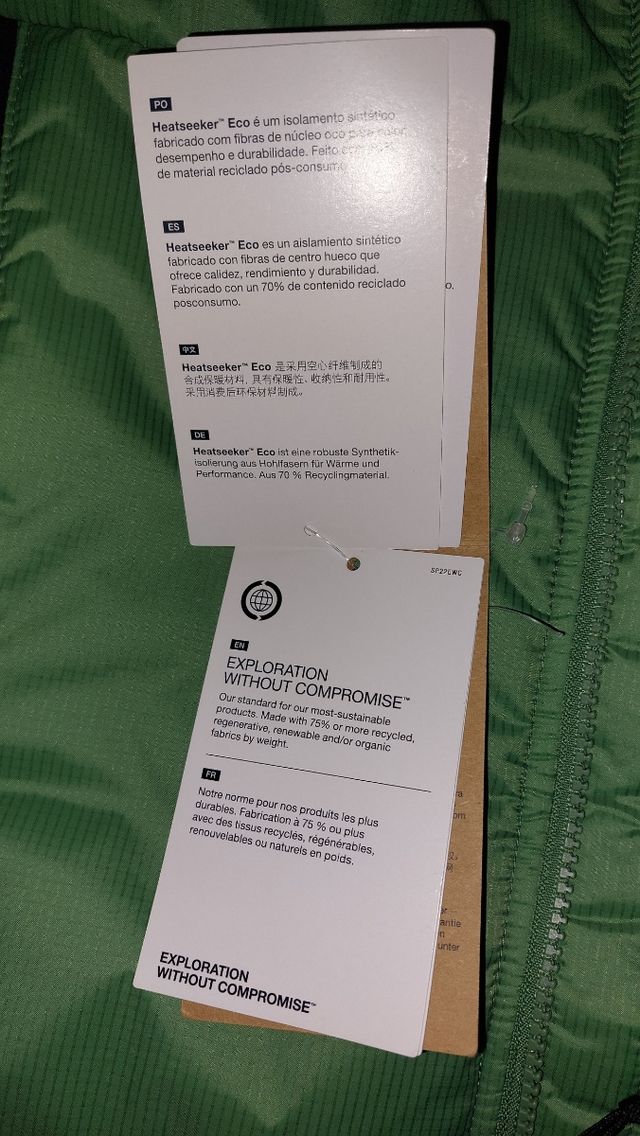 PO
Heatseeker™ Eco é um isolamento sintético
fabricado com fibras de núcleo oco para
desempenho e durabilidade. Feito
de material reciclado pós-consumo
ES
Heatseeker™ Eco es un aislamiento sintético
fabricado con fibras de centro hueco que
ofrece calidez, rendimiento y durabilidad.
Fabricado con un 70% de contenido reciclado
posconsumo.
o.
中文
Heatseeker™ Eco 是采用空心纤维制成的
合成保暖材料, 具有保暖性、收纳性和耐用性。
采用消费后环保材料制成。
DE
Heatseeker™ Eco ist eine robuste Synthetik-
isolierung aus Hohlfasern für Wärme und
Performance. Aus 70 % Recyclingmaterial.
SP22EWC
EN
EXPLORATION
WITHOUT COMPROMISE™
Our standard for our most-sustainable
products. Made with 75% or more recycled,
regenerative, renewable and/or organic
fabrics by weight.
FR
Notre norme pour nos produits les plus
durables. Fabrication à 75 % ou plus
avec des tissus recyclés, régénérables,
renouvelables ou naturels en poids.
EXPLORATION
WITHOUT COMPROMISE™